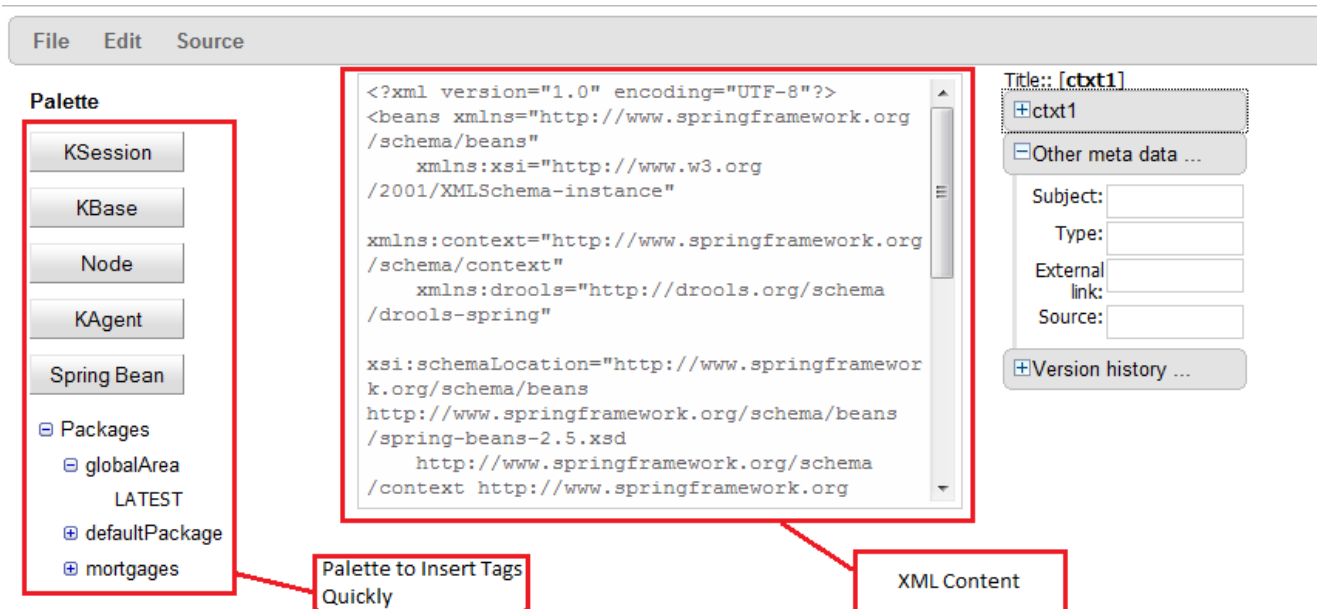 File Edit Source
Palette
KSession
KBase
Node
KAgent
Spring Bean
Packages
globalArea
LATEST
defaultPackage
mortgages
<?xml version="1.0" encoding="UTF-8"?>
<beans xmlns="http://www.springframework.org
/schema/beans"
xmlns:xsi="http://www.w3.org
/2001/XMLSchema-instance"
xmlns:context="http://www.springframework.org
/schema/context"
xmlns:drools="http://drools.org/schema
/drools-spring"
xsi:schemaLocation="http://www.springframewor
k.org/schema/beans
http://www.springframework.org/schema/beans
/spring-beans-2.5.xsd
http://www.springframework.org/schema
/context http://www.springframework.org
Title:: [ctxt1]
ctxt1
Other meta data ...
Subject:
Type:
External
link:
Source:
Version history ...
Palette to Insert Tags
Quickly
XML Content